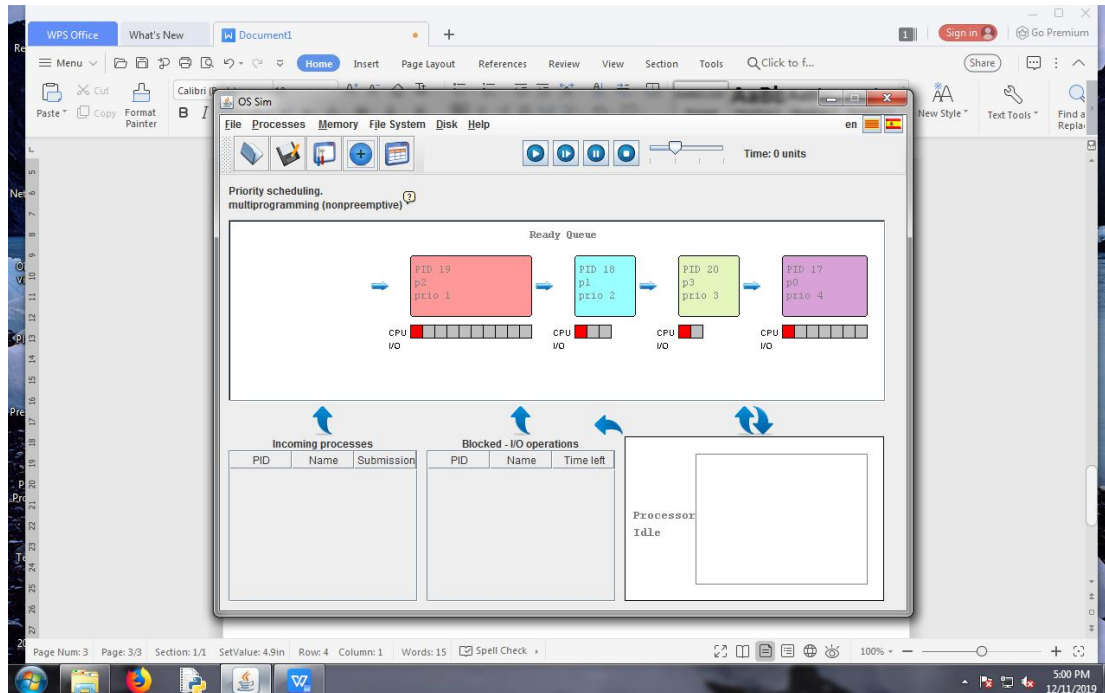 WPS Office What's New Document1
1 Sign in Go Premium
Menu Home Insert Page Layout References Review View Section Tools Click to f... Share
Cut Calibri
Paste Copy Format Painter B I
New Style Text Tools Find a
Repla
OS Sim
File Processes Memory File System Disk Help en
Time: 0 units
Priority scheduling.
multiprogramming (nonpreemptive) ?
Ready Queue
PID 19 PID 18 PID 20 PID 17
p2 p1 p3 p0
prio 1 prio 2 prio 3 prio 4
CPU CPU CPU CPU
I/O I/O I/O I/O
Incoming processes Blocked - I/O operations
PID Name Submission PID Name Time left
Processor
Idle
Page Num: 3 Page: 3/3 Section: 1/1 SetValue: 4.9in Row: 4 Column: 1 Words: 15 Spell Check 100%
5:00 PM
12/11/2019